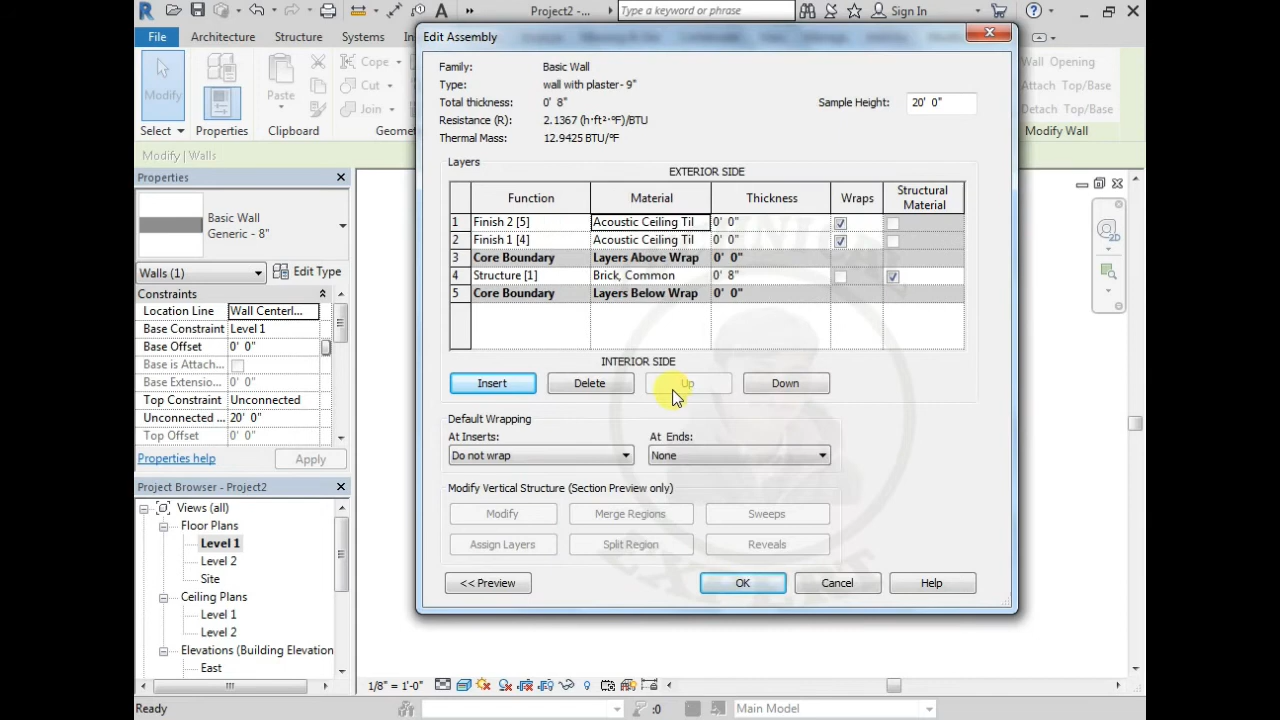 Project2 -
Type a keyword or phrase
Sign In
File
Architecture
Structure
Systems
Modify
Select
Properties
Paste
Clipboard
Cope
Cut
Join
Wall Opening
Attach Top/Base
Detach Top/Base
Modify Wall
Modify | Walls
Properties
Basic Wall
Generic - 8"
Walls (1)
Edit Type
Constraints
Location Line Wall Centerl...
Base Constraint Level 1
Base Offset 0' 0"
Base is Attach...
Base Extensio... 0' 0"
Top Constraint Unconnected
Unconnected ... 20' 0"
Top Offset 0' 0"
Properties help
Apply
Project Browser - Project2
Views (all)
Floor Plans
Level 1
Level 2
Site
Ceiling Plans
Level 1
Level 2
Elevations (Building Elevation
East
Edit Assembly
Family: Basic Wall
Type: wall with plaster- 9"
Total thickness: 0' 8"
Resistance (R): 2.1367 (h·ft²·ºF)/BTU
Thermal Mass: 12.9425 BTU/ºF
Sample Height: 20' 0"
Layers
EXTERIOR SIDE
Function Material Thickness Wraps Structural Material
1 Finish 2 [5] Acoustic Ceiling Til 0' 0"
2 Finish 1 [4] Acoustic Ceiling Til 0' 0"
3 Core Boundary Layers Above Wrap 0' 0"
4 Structure [1] Brick, Common 0' 8"
5 Core Boundary Layers Below Wrap 0' 0"
INTERIOR SIDE
Insert Delete Up Down
Default Wrapping
At Inserts: At Ends:
Do not wrap None
Modify Vertical Structure (Section Preview only)
Modify Merge Regions Sweeps
Assign Layers Split Region Reveals
<< Preview OK Cancel Help
2D
1/8" = 1'-0"
Ready
:0
Main Model